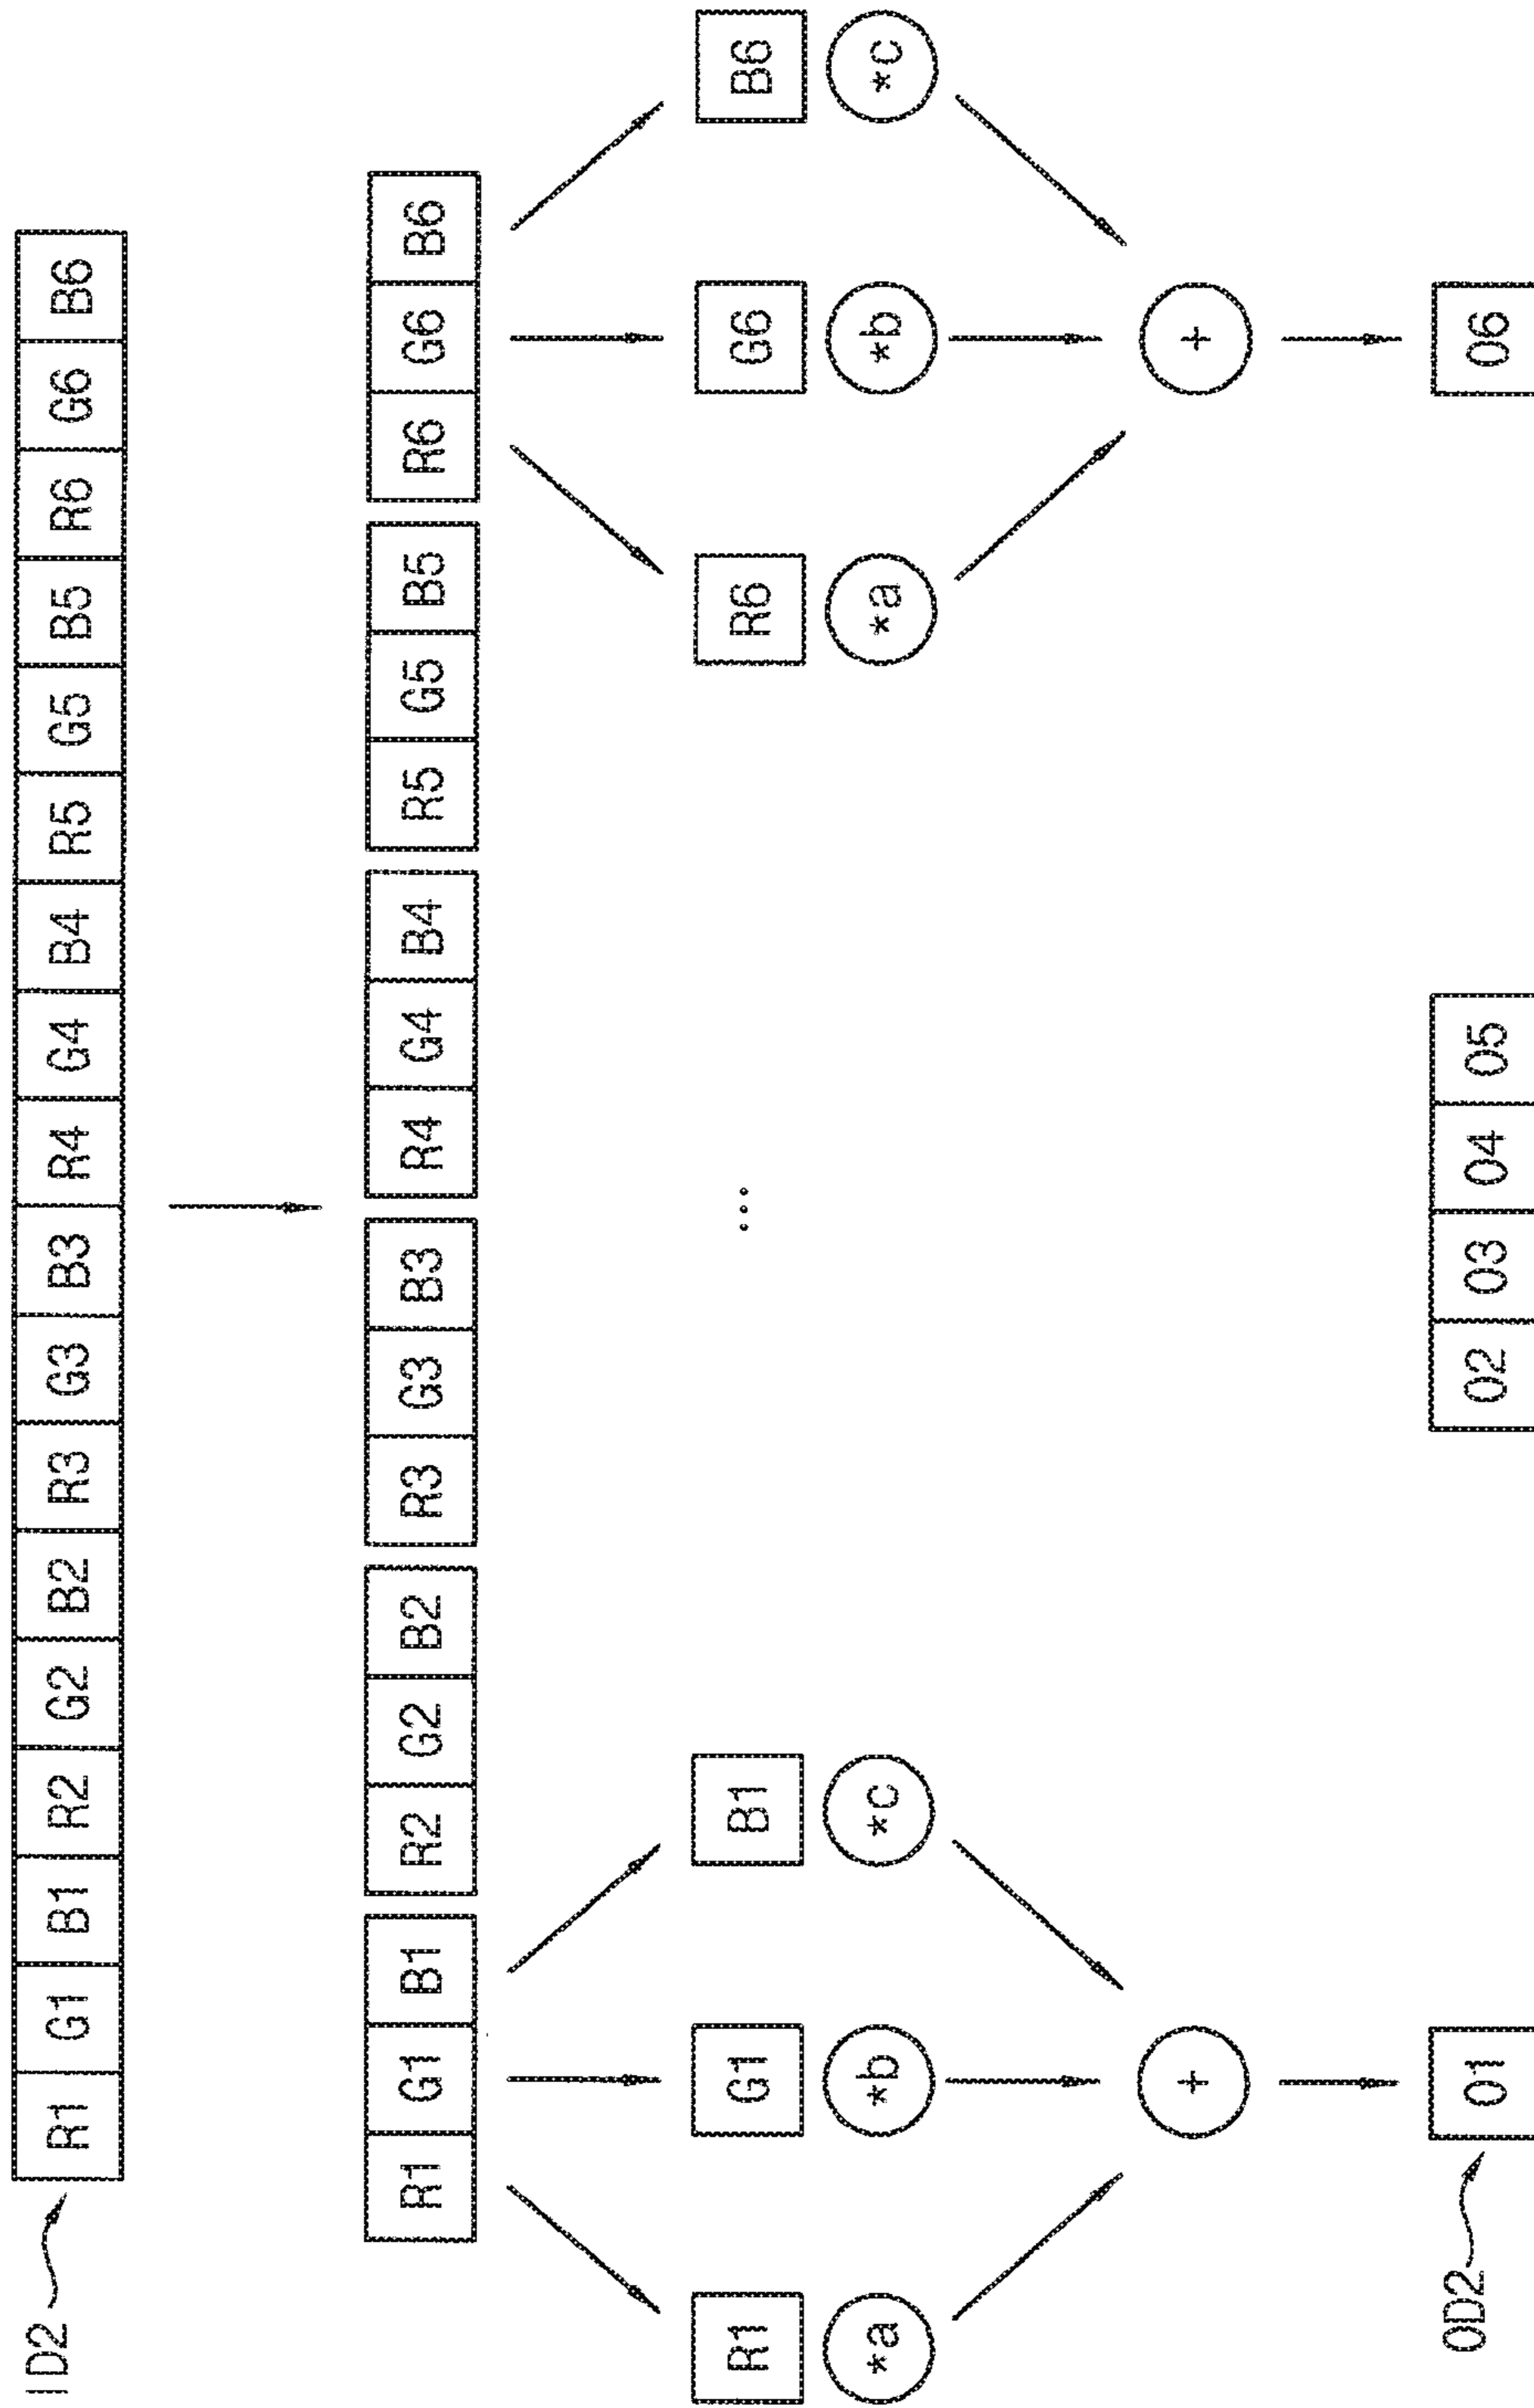 ID2
R1 G1 B1 R2 G2 B2 R3 G3 B3 R4 G4 B4 R5 G5 B5 R6 G6 B6
R1 G1 B1 R2 G2 B2 R3 G3 B3 R4 G4 B4 R5 G5 B5 R6 G6 B6
R1 G1 B1 ... R6 G6 B6
*a *b *c *a *b *c
+ +
OD2
O1 O2 O3 O4 O5 O6